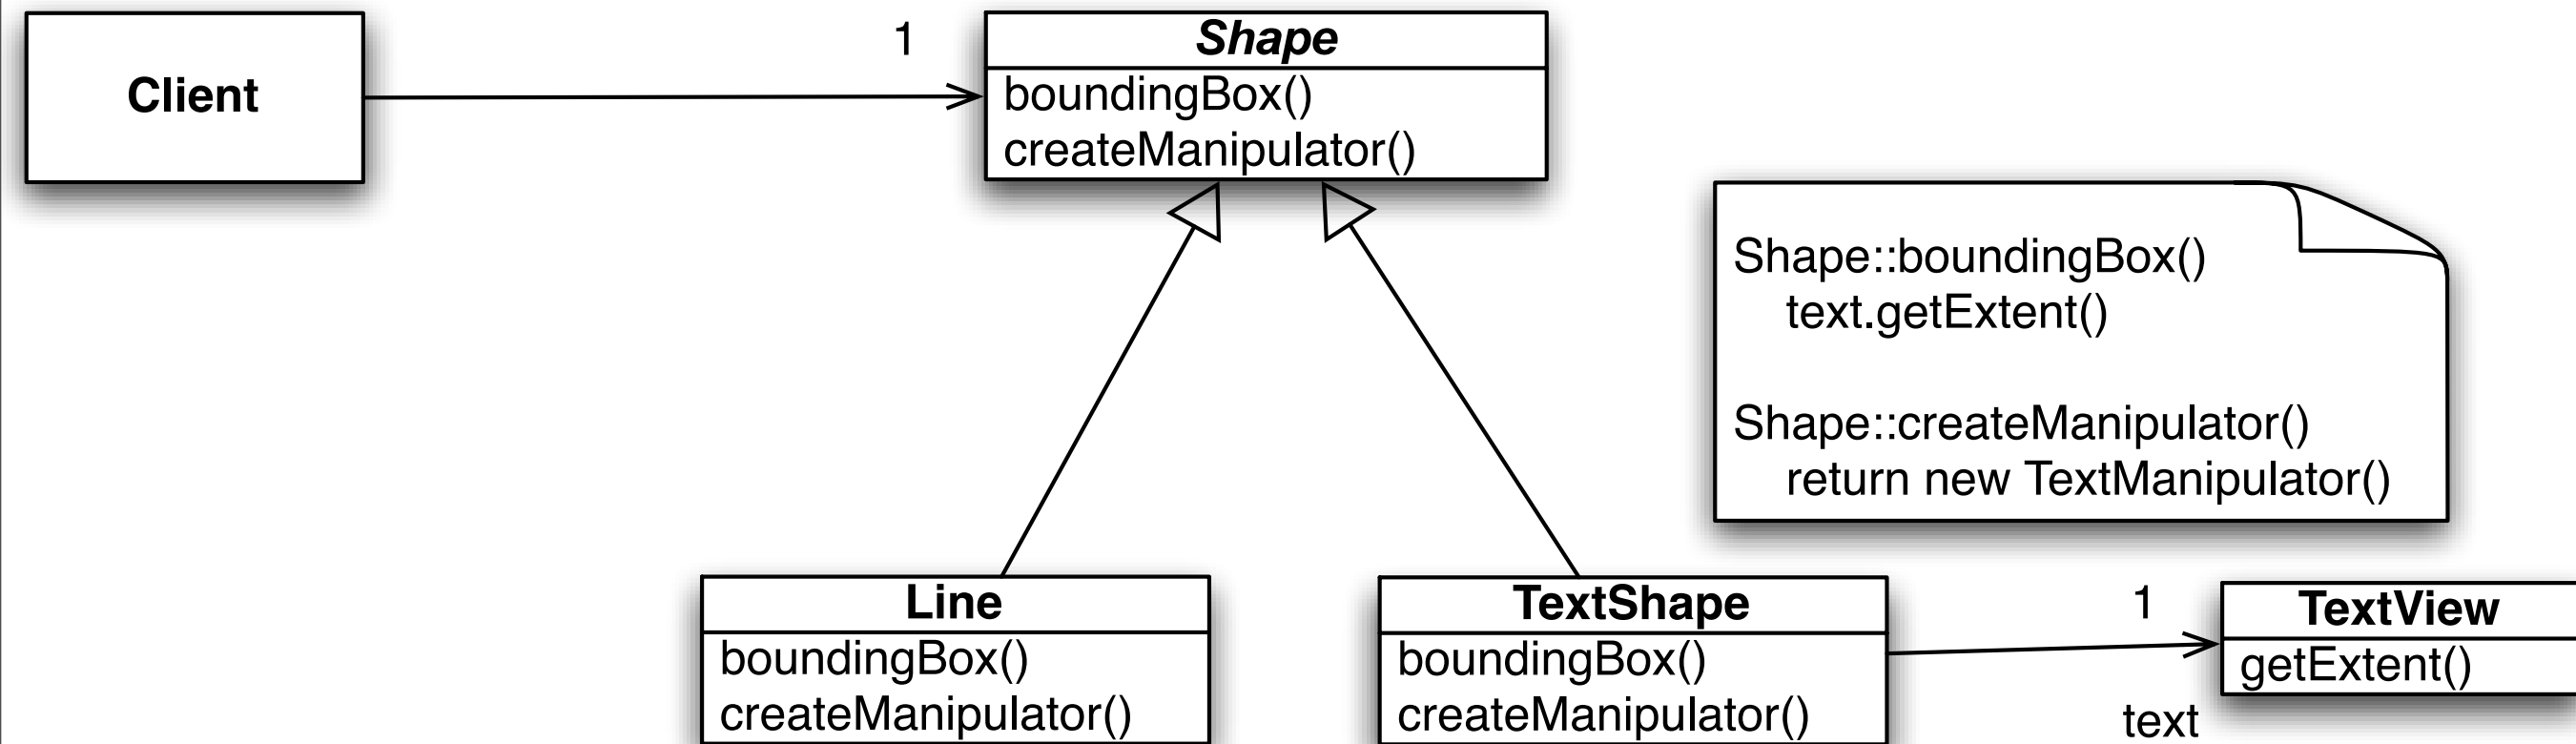 Client
1
Shape
boundingBox()
createManipulator()
Shape::boundingBox()
text.getExtent()
Shape::createManipulator()
return new TextManipulator()
Line
boundingBox()
createManipulator()
TextShape
boundingBox()
createManipulator()
1
text
TextView
getExtent()